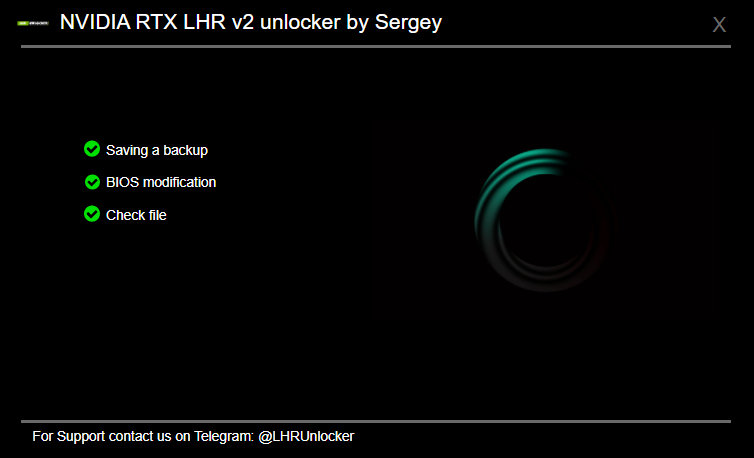 NVIDIA RTX LHR v2 unlocker by Sergey
X
Saving a backup
BIOS modification
Check file
For Support contact us on Telegram: @LHRUnlocker